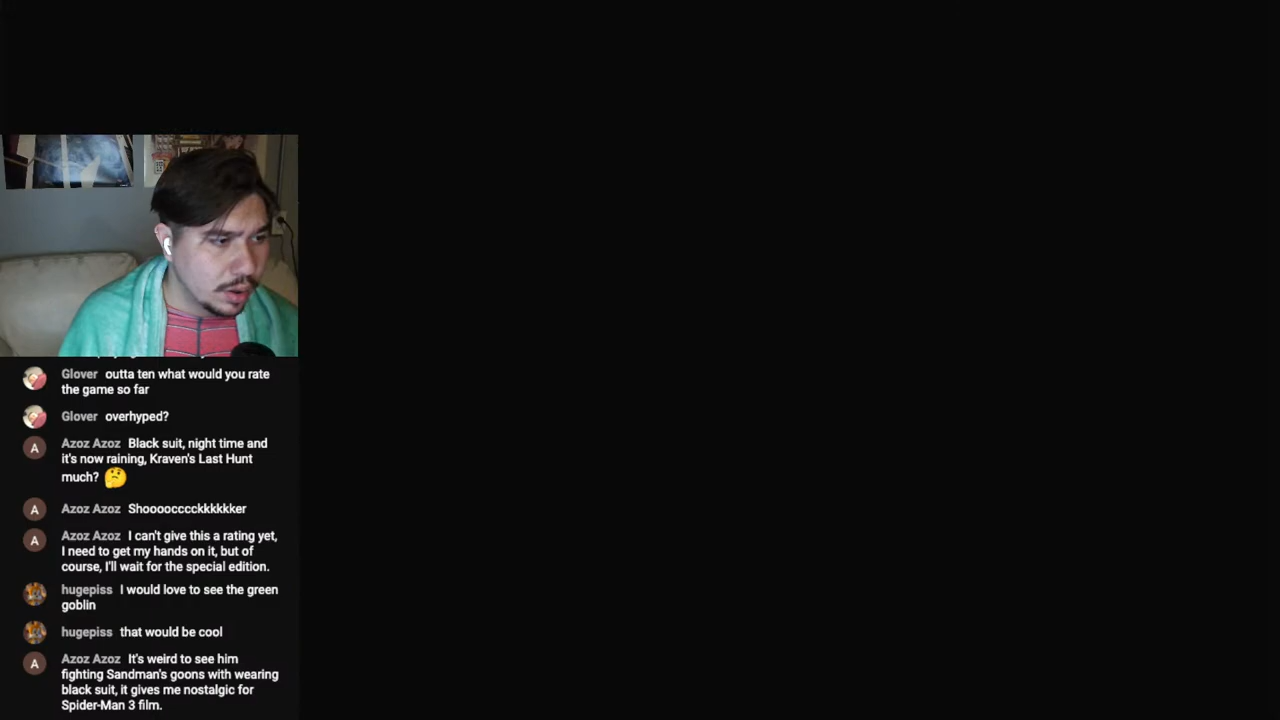 Glover outta ten what would you rate
the game so far
Glover overhyped?
A Azoz Azoz Black suit, night time and
it's now raining, Kraven's Last Hunt
much? 🤔
A Azoz Azoz Shoooocccckkkkkker
A Azoz Azoz I can't give this a rating yet,
I need to get my hands on it, but of
course, I'll wait for the special edition.
hugepiss I would love to see the green
goblin
hugepiss that would be cool
A Azoz Azoz It's weird to see him
fighting Sandman's goons with wearing
black suit, it gives me nostalgic for
Spider-Man 3 film.